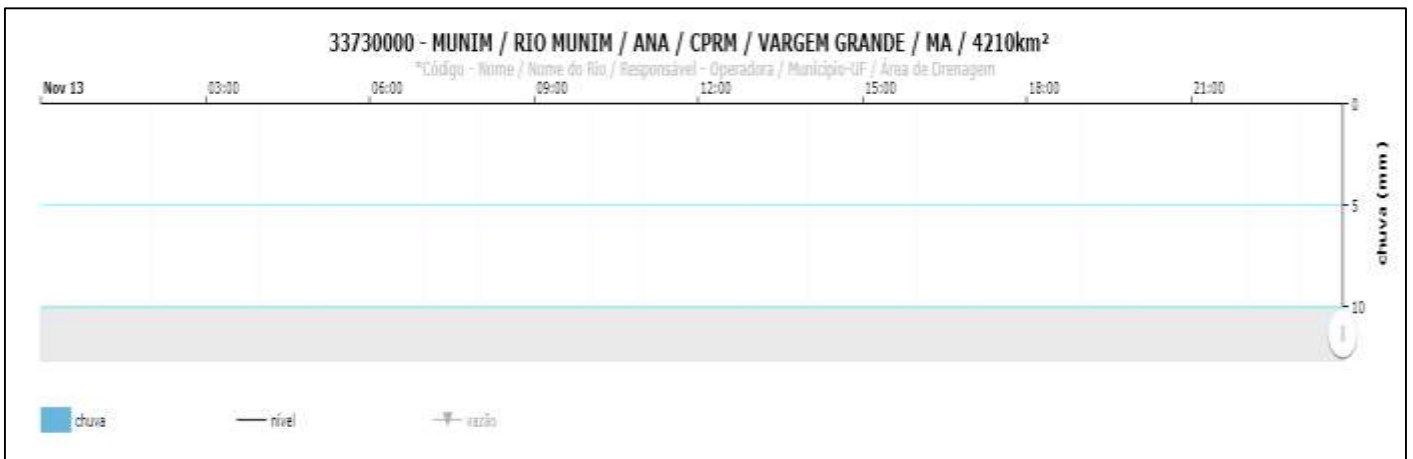 33730000 - MUNIM / RIO MUNIM / ANA / CPRM / VARGEM GRANDE / MA / 4210km²
*Código - Nome / Nome do Rio / Responsável - Operadora / Município-UF / Área de Drenagem
Nov 13 03:00 06:00 09:00 12:00 15:00 18:00 21:00
0
5
10
chuva (mm)
chuva nível vazão